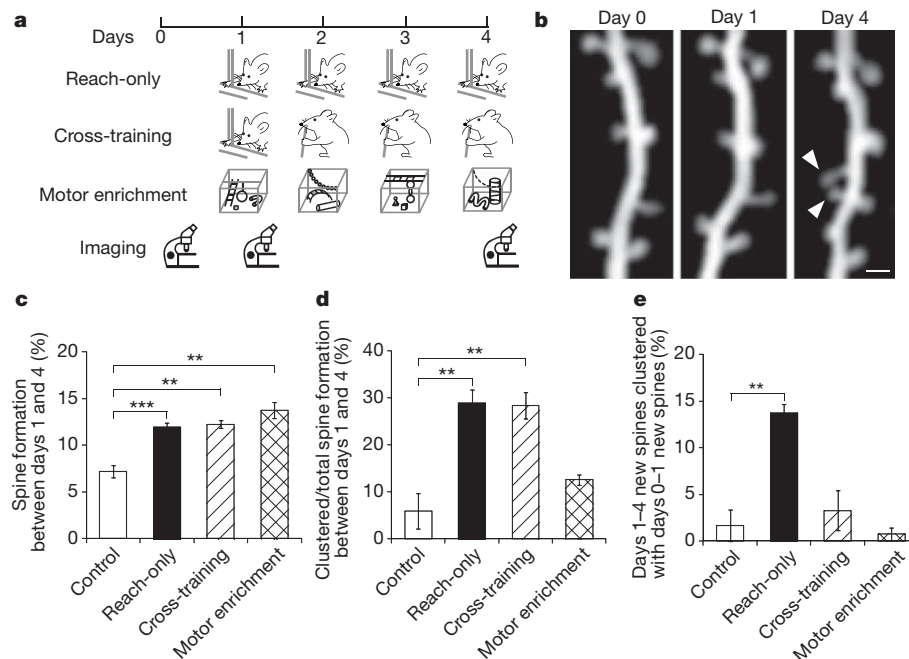 a
Days 0 1 2 3 4
Reach-only
Cross-training
Motor enrichment
Imaging
b
Day 0 Day 1 Day 4
c
Spine formation
between days 1 and 4 (%)
20
15
10
5
0
**
**
***
Control
Reach-only
Cross-training
Motor enrichment
d
Clustered/total spine formation
between days 1 and 4 (%)
40
30
20
10
0
**
**
Control
Reach-only
Cross-training
Motor enrichment
e
Days 1–4 new spines clustered
with days 0–1 new spines (%)
20
15
10
5
0
**
Control
Reach-only
Cross-training
Motor enrichment